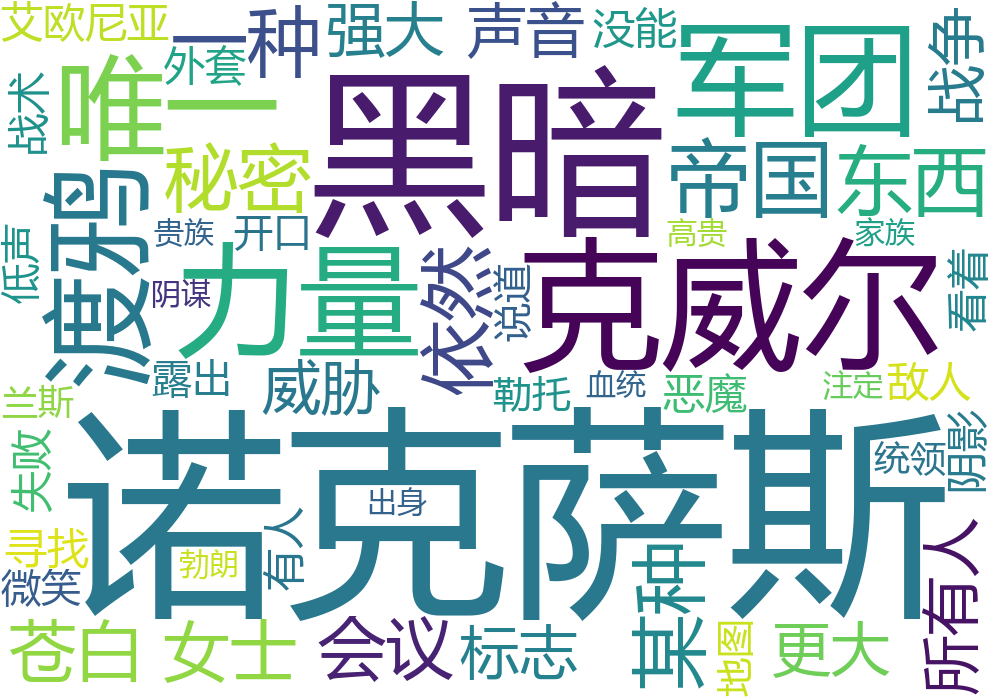 艾欧尼亚
一种
强大
声音
没能
军团
战争
外套
唯一
战术
黑暗
秘密
帝国
东西
渡鸦
贵族
开口
高贵
家族
低声
力量
依然
说道
克威尔
看着
阴谋
露出
威胁
勒托
血统
恶魔
注定
敌人
兰斯
诺克萨斯
统领
阴影
失败
出身
有人
寻找
勃朗
微笑
某种
所有人
苍白
女士
会议
标志
地图
更大